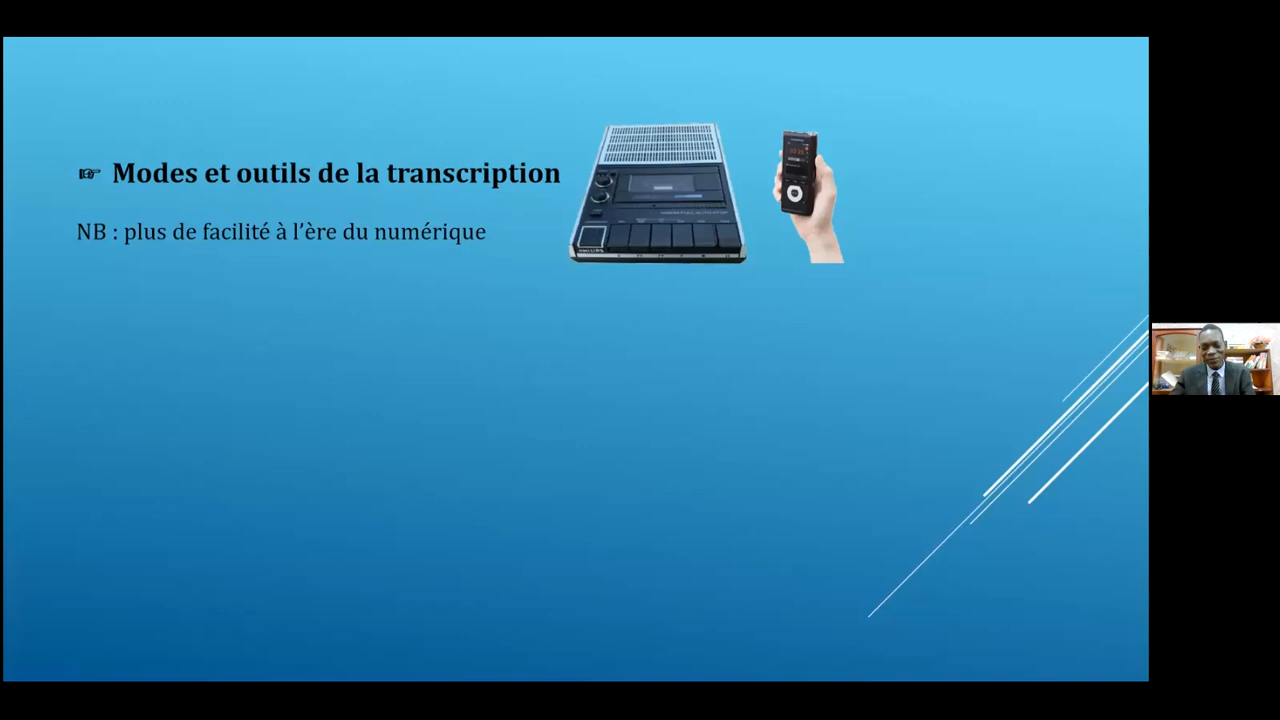 ☞ Modes et outils de la transcription
NB : plus de facilité à l’ère du numérique